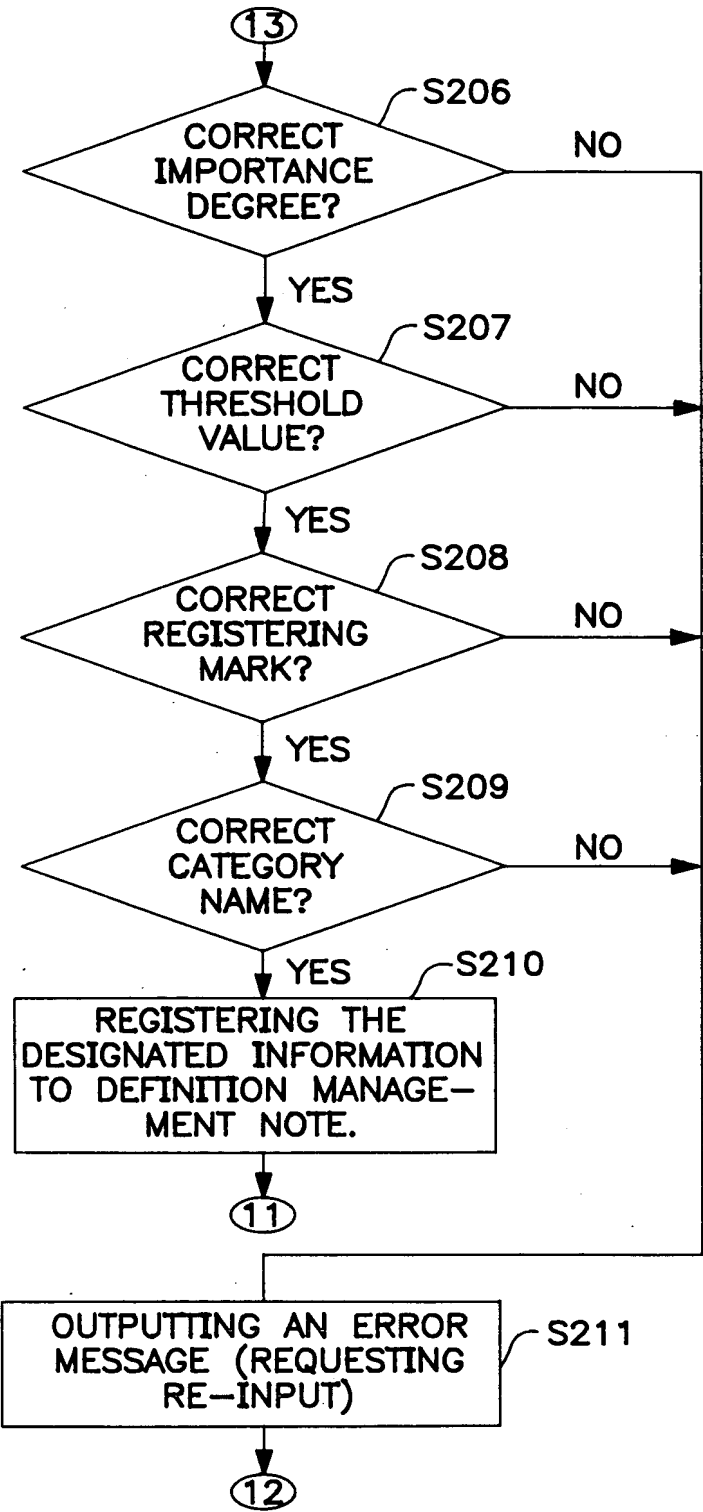 13
S206
CORRECT
IMPORTANCE
DEGREE?
NO
YES
S207
CORRECT
THRESHOLD
VALUE?
NO
YES
S208
CORRECT
REGISTERING
MARK?
NO
YES
S209
CORRECT
CATEGORY
NAME?
NO
YES
S210
REGISTERING THE
DESIGNATED INFORMATION
TO DEFINITION MANAGE-
MENT NOTE.
11
OUTPUTTING AN ERROR
MESSAGE (REQUESTING
RE-INPUT)
S211
12